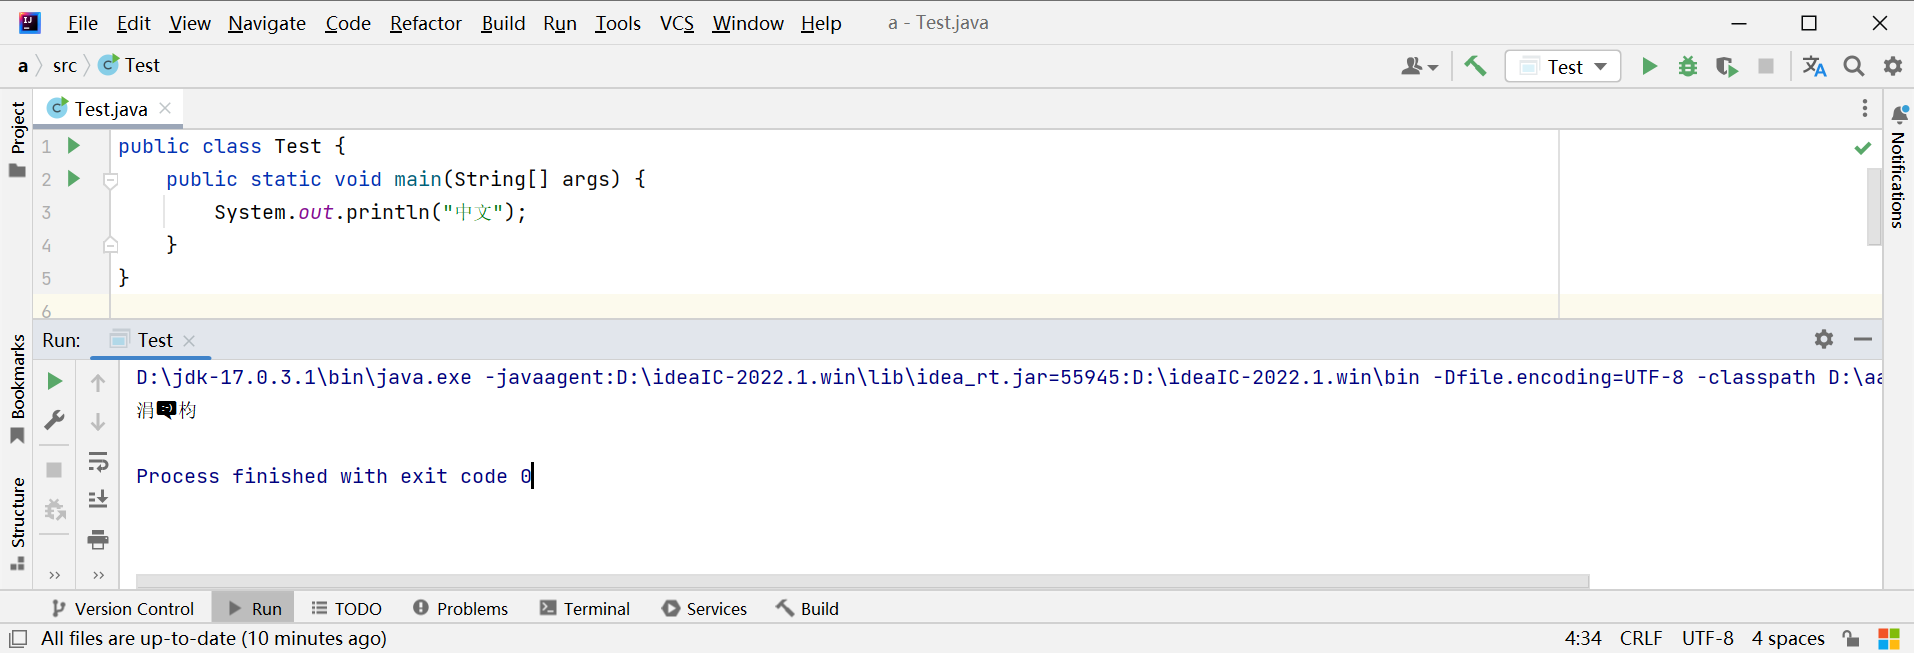 File Edit View Navigate Code Refactor Build Run Tools VCS Window Help a - Test.java
a src Test
Test
Project
Test.java
Notifications
1 public class Test {
2 public static void main(String[] args) {
3 System.out.println("中文");
4 }
5 }
6
Run: Test
Bookmarks
Structure
D:\jdk-17.0.3.1\bin\java.exe -javaagent:D:\ideaIC-2022.1.win\lib\idea_rt.jar=55945:D:\ideaIC-2022.1.win\bin -Dfile.encoding=UTF-8 -classpath D:\aa
涓枃
Process finished with exit code 0
Version Control Run TODO Problems Terminal Services Build
All files are up-to-date (10 minutes ago) 4:34 CRLF UTF-8 4 spaces